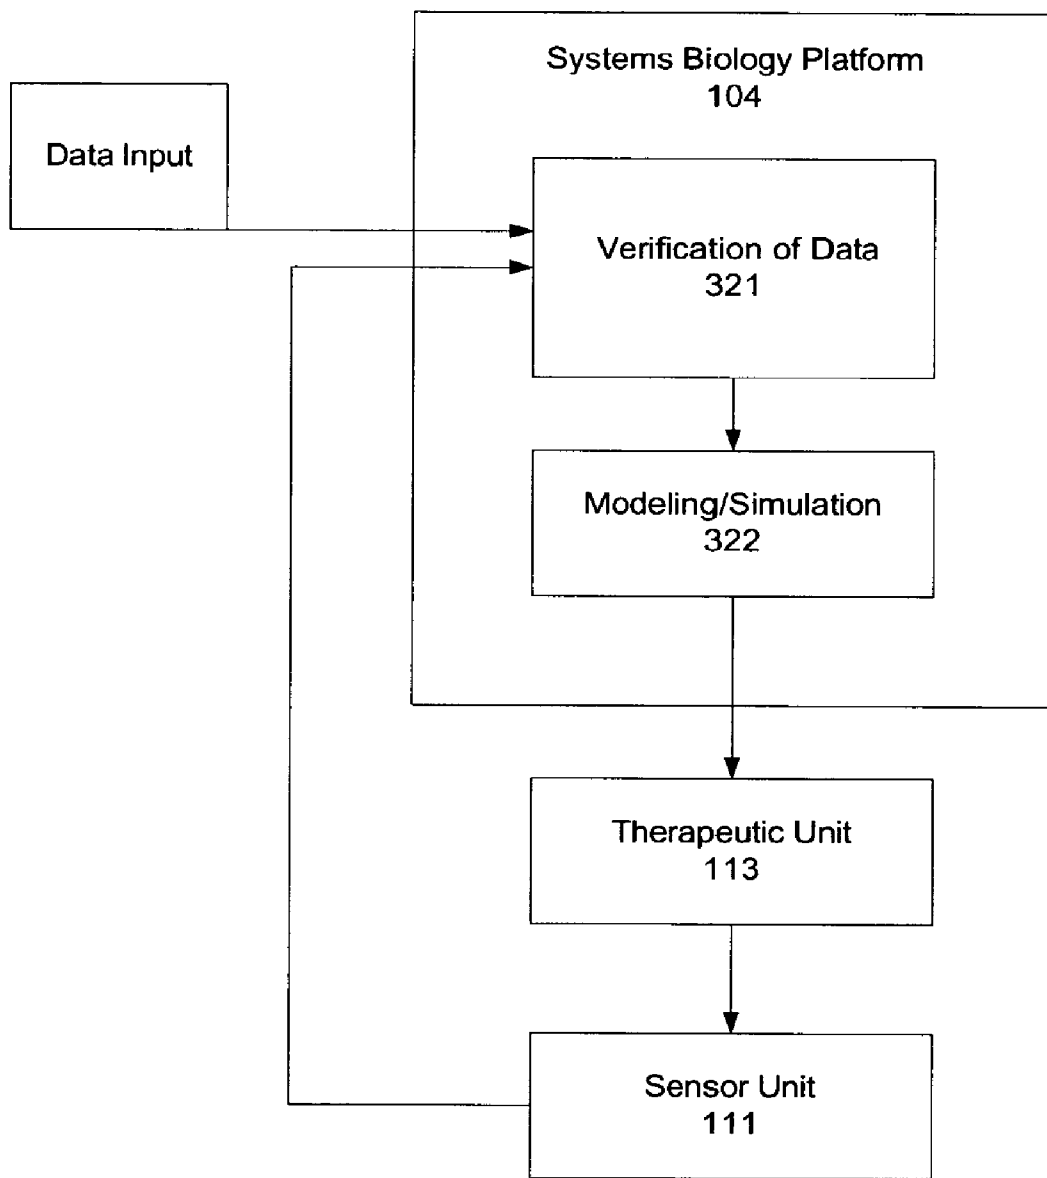 Systems Biology Platform
104
Data Input
Verification of Data
321
Modeling/Simulation
322
Therapeutic Unit
113
Sensor Unit
111